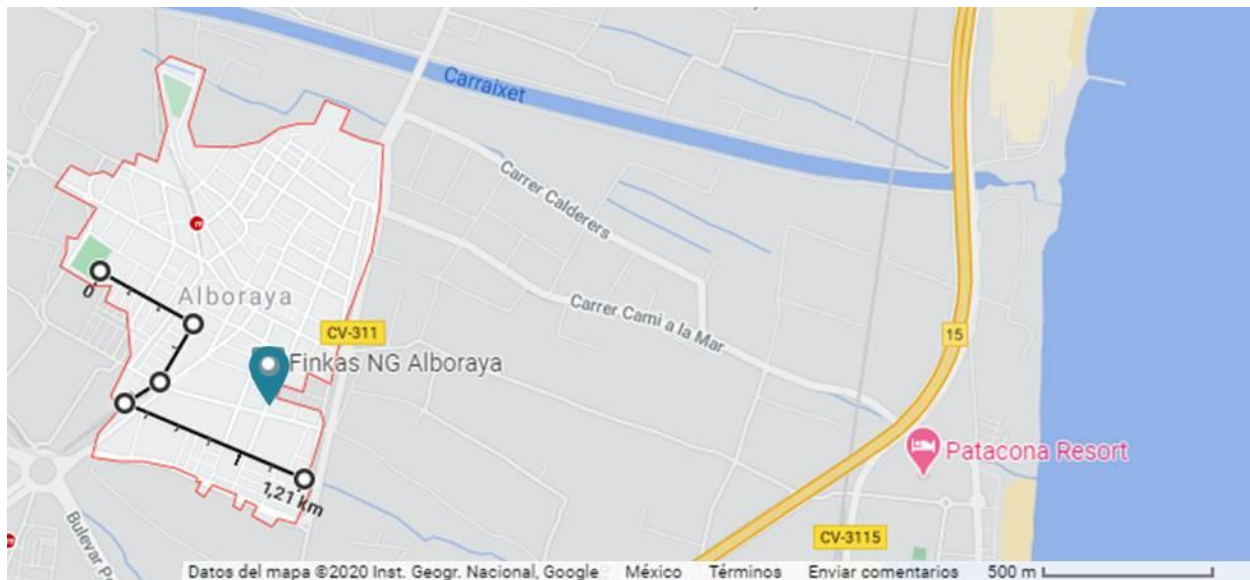 Carraixet
Carrer Calderers
Alboraya
0
Carrer Camí a la Mar
CV-311
15
Finkas NG Alboraya
Patacona Resort
1
1,21 km
CV-3115
Datos del mapa ©2020 Inst. Geogr. Nacional, Google México Términos Enviar comentarios 500 m